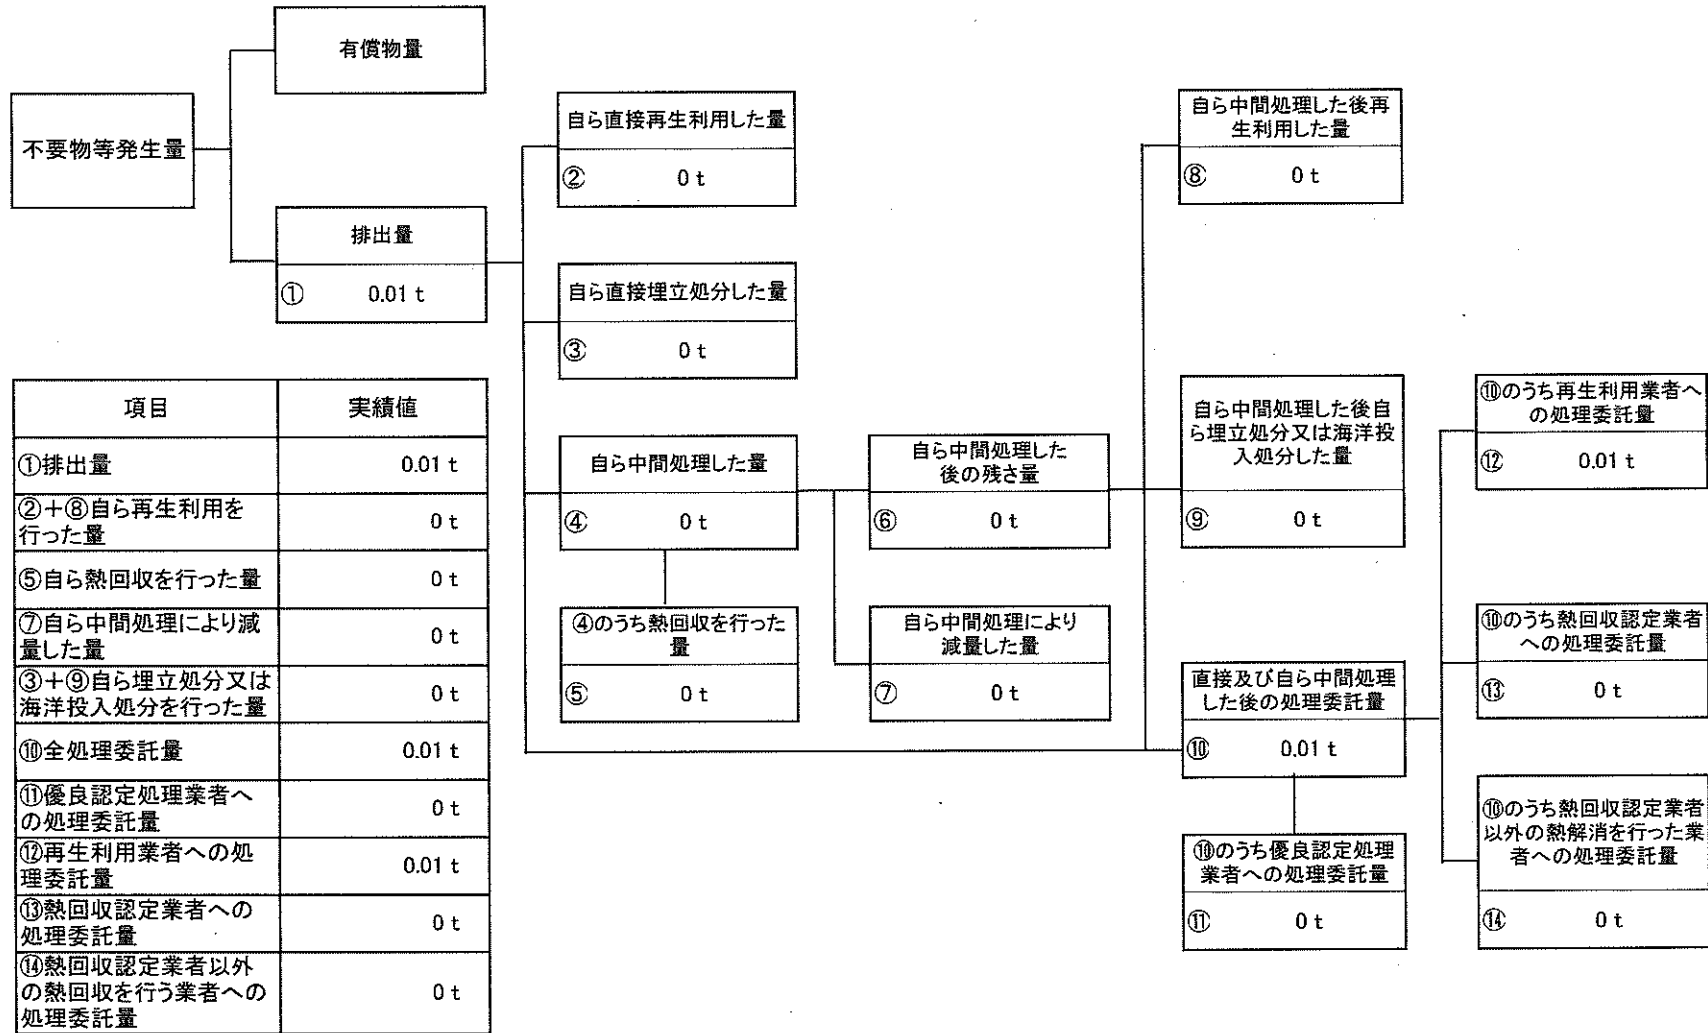 有償物量
不要物等発生量
排出量
① 0.01 t
自ら直接再生利用した量
② 0 t
自ら直接埋立処分した量
③ 0 t
自ら中間処理した量
④ 0 t
④のうち熱回収を行った
量
⑤ 0 t
自ら中間処理した
後の残さ量
⑥ 0 t
自ら中間処理により
減量した量
⑦ 0 t
自ら中間処理した後再
生利用した量
⑧ 0 t
自ら中間処理した後自
ら埋立処分又は海洋投
入処分した量
⑨ 0 t
直接及び自ら中間処理
した後の処理委託量
⑩ 0.01 t
⑩のうち優良認定処理
業者への処理委託量
⑪ 0 t
⑩のうち再生利用業者へ
の処理委託量
⑫ 0.01 t
⑩のうち熱回収認定業者
への処理委託量
⑬ 0 t
⑩のうち熱回収認定業者
以外の熱解消を行った業
者への処理委託量
⑭ 0 t
項目 実績値
①排出量 0.01 t
②+⑧自ら再生利用を
行った量 0 t
⑤自ら熱回収を行った量 0 t
⑦自ら中間処理により減
量した量 0 t
③+⑨自ら埋立処分又は
海洋投入処分を行った量 0 t
⑩全処理委託量 0.01 t
⑪優良認定処理業者へ
の処理委託量 0 t
⑫再生利用業者への処
理委託量 0.01 t
⑬熱回収認定業者への
処理委託量 0 t
⑭熱回収認定業者以外
の熱回収を行う業者への
処理委託量 0 t